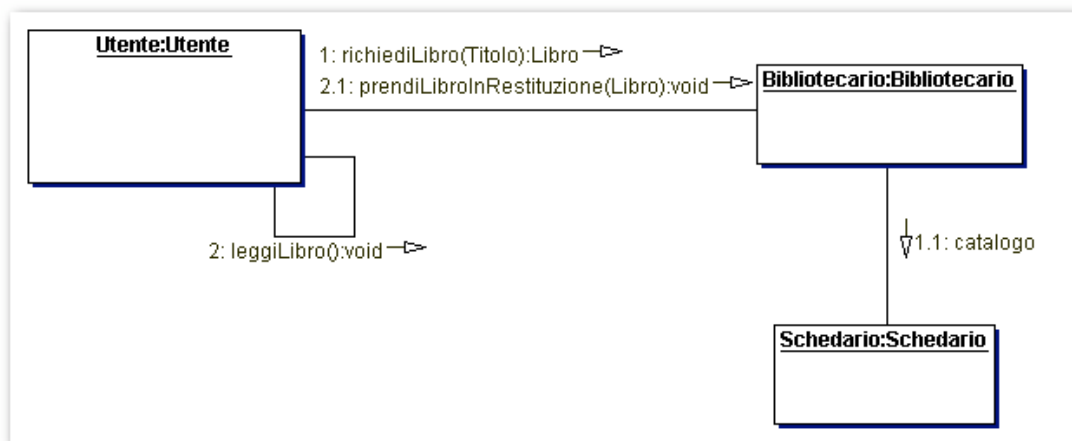 Utente:Utente
1: richiediLibro(Titolo):Libro
2.1: prendiLibroInRestituzione(Libro):void
Bibliotecario:Bibliotecario
2: leggiLibro():void
1.1: catalogo
Schedario:Schedario